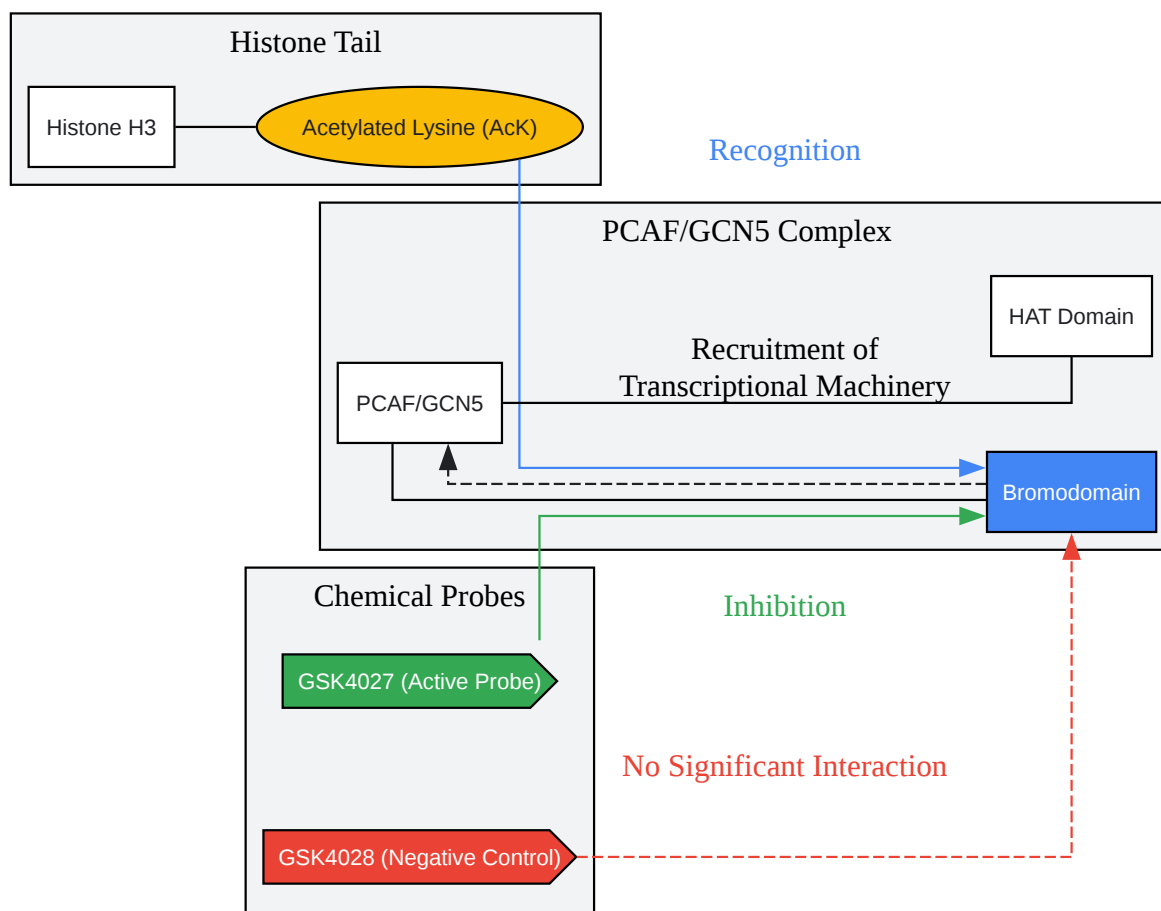 Histone Tail
Histone H3
Acetylated Lysine (AcK)
Recognition
PCAF/GCN5 Complex
HAT Domain
Recruitment of
Transcriptional Machinery
PCAF/GCN5
Bromodomain
Chemical Probes
Inhibition
GSK4027 (Active Probe)
No Significant Interaction
GSK4028 (Negative Control)